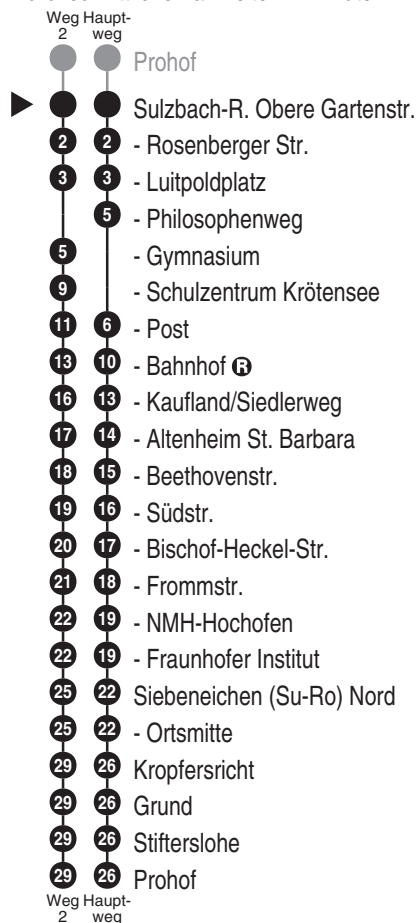 Weg Haupt-
2 weg
Prohof
Sulzbach-R. Obere Gartenstr.
2 2 - Rosenberger Str.
3 3 - Luitpoldplatz
5 - Philosophenweg
5 - Gymnasium
9 - Schulzentrum Krötensee
11 6 - Post
13 10 - Bahnhof R
16 13 - Kaufland/Siedlerweg
17 14 - Altenheim St. Barbara
18 15 - Beethovenstr.
19 16 - Südstr.
20 17 - Bischof-Heckel-Str.
21 18 - Frommstr.
22 19 - NMH-Hochofen
22 19 - Fraunhofer Institut
25 22 Siebeneichen (Su-Ro) Nord
25 22 - Ortsmitte
29 26 Kropfersricht
29 26 Grund
29 26 Stifterslohe
29 26 Prohof
Weg Haupt-
2 weg